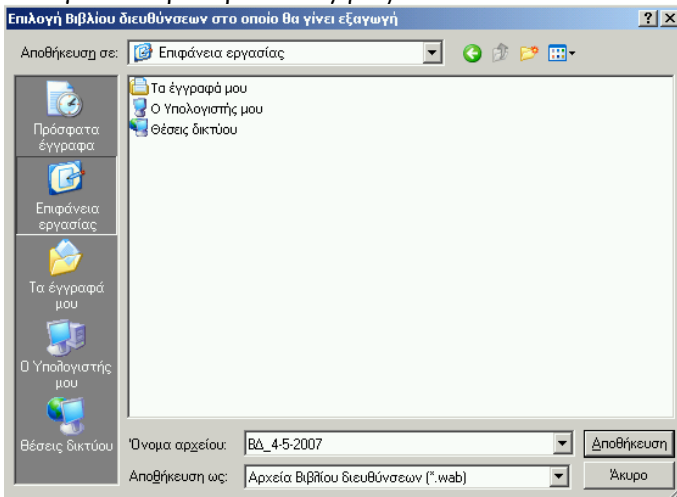 Επιλογή Βιβλίου διευθύνσεων στο οποίο θα γίνει εξαγωγή
Αποθήκευση σε:
Επιφάνεια εργασίας
Τα έγγραφά μου
Ο Υπολογιστής μου
Θέσεις δικτύου
Πρόσφατα
έγγραφα
Επιφάνεια
εργασίας
Τα έγγραφά
μου
Ο Υπολογιστής
μου
Θέσεις δικτύου
Όνομα αρχείου:
ΒΔ_4-5-2007
Αποθήκευση
Αποθήκευση ως:
Αρχεία Βιβλίου διευθύνσεων (*.wab)
Άκυρο